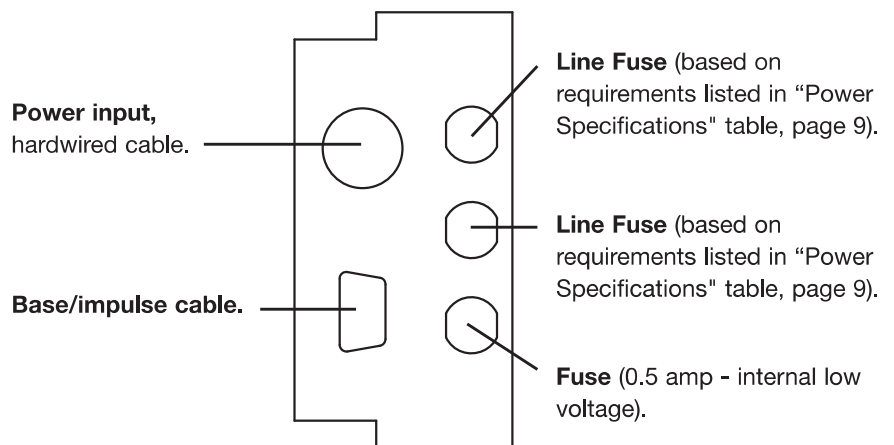 Power input,
hardwired cable.
Base/impulse cable.
Line Fuse (based on
requirements listed in “Power
Specifications" table, page 9).
Line Fuse (based on
requirements listed in “Power
Specifications" table, page 9).
Fuse (0.5 amp - internal low
voltage).